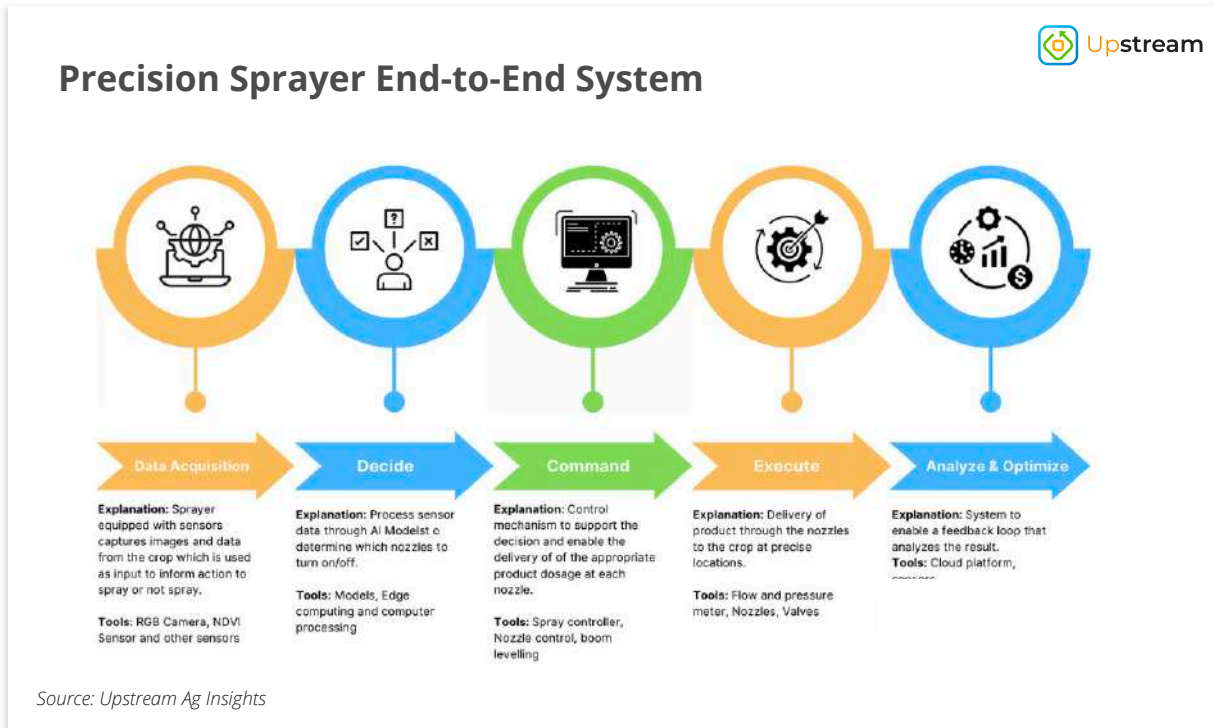 Upstream
Precision Sprayer End-to-End System
Data Acquisition
Explanation: Sprayer
equipped with sensors
captures images and data
from the crop which is used
as input to inform action to
spray or not spray.
Tools: RGB Camera, NDVI
Sensor and other sensors
Decide
Explanation: Process sensor
data through AI Modelst o
determine which nozzles to
turn on/off.
Tools: Models, Edge
computing and computer
processing
Command
Explanation: Control
mechanism to support the
decision and enable the
delivery of of the appropriate
product dosage at each
nozzle.
Tools: Spray controller,
Nozzle control, boom
levelling
Execute
Explanation: Delivery of
product through the nozzles
to the crop at precise
locations.
Tools: Flow and pressure
meter, Nozzles, Valves
Analyze & Optimize
Explanation: System to
enable a feedback loop that
analyzes the result.
Tools: Cloud platform,
Source: Upstream Ag Insights